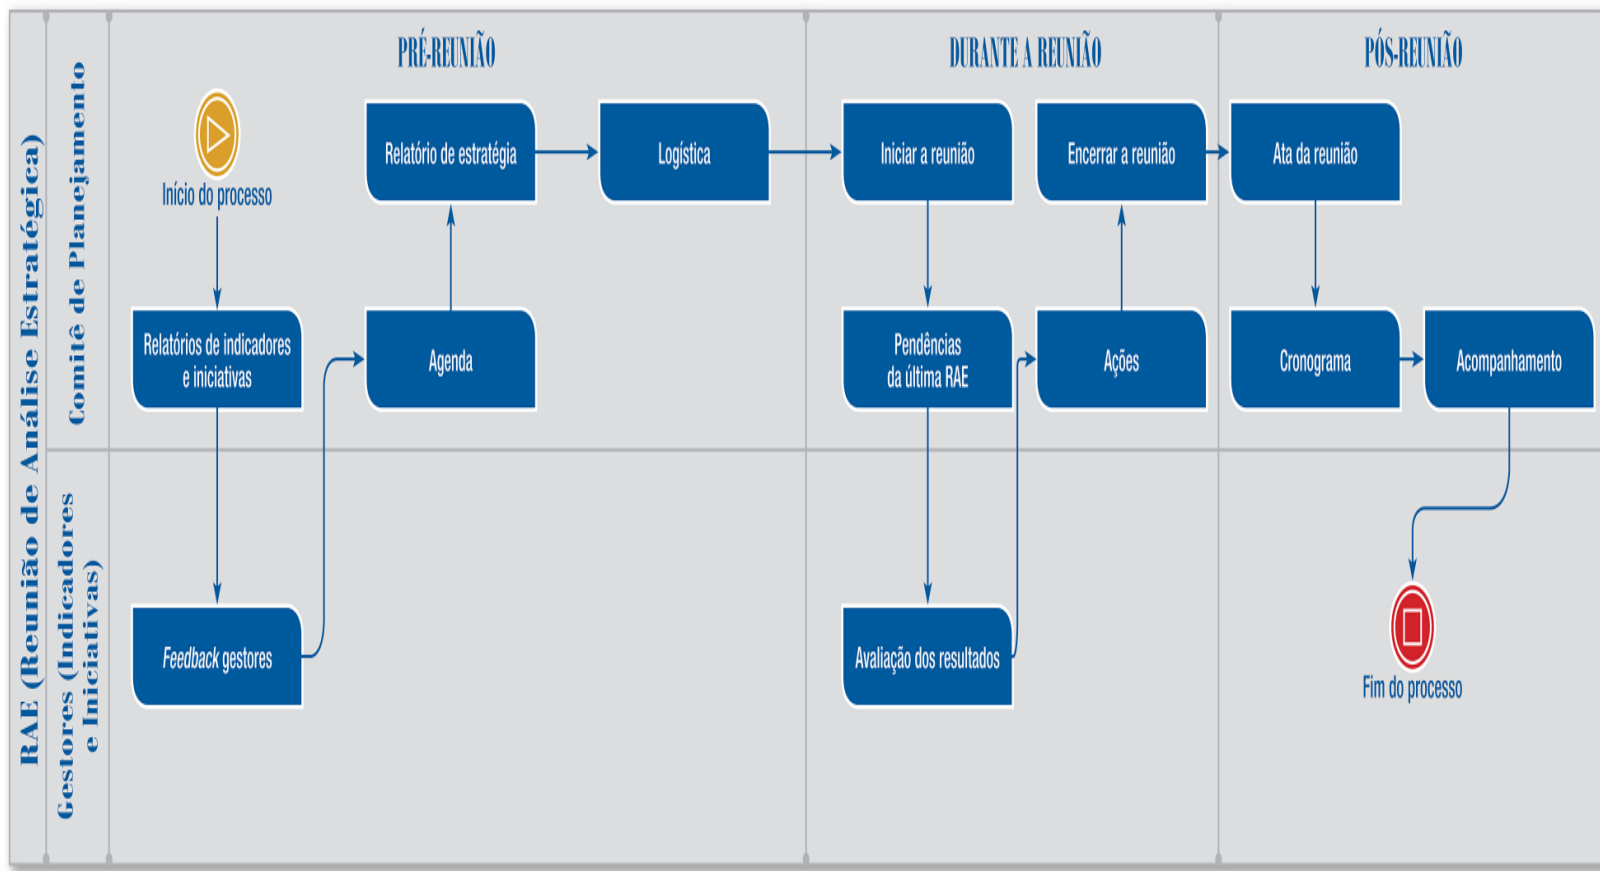 RAE (Reunião de Análise Estratégica)
Comitê de Planejamento
Gestores (Indicadores
e Iniciativas)
PRÉ-REUNIÃO
Início do processo
Relatórios de indicadores
e iniciativas
Feedback gestores
Agenda
Relatório de estratégia
Logística
DURANTE A REUNIÃO
Iniciar a reunião
Pendências
da última RAE
Avaliação dos resultados
Ações
Encerrar a reunião
PÓS-REUNIÃO
Ata da reunião
Cronograma
Acompanhamento
Fim do processo